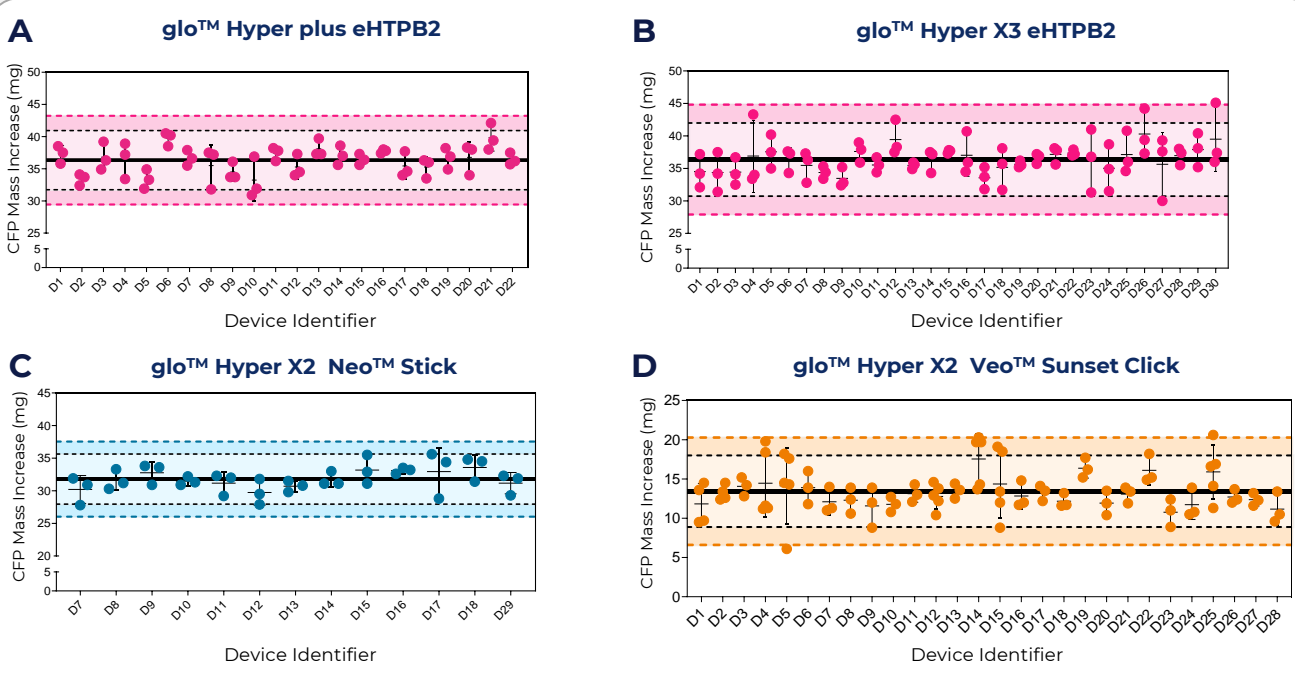 A
glo™ Hyper plus eHTPB2
CFP Mass Increase (mg)
50
45
40
35
30
25
5
0
D1 D2 D3 D4 D5 D6 D7 D8 D9 D10 D11 D12 D13 D14 D15 D16 D17 D18 D19 D20 D21 D22
Device Identifier
B
glo™ Hyper X3 eHTPB2
CFP Mass Increase (mg)
50
45
40
35
30
25
5
0
D1 D2 D3 D4 D5 D6 D7 D8 D9 D10 D11 D12 D13 D14 D15 D16 D17 D18 D19 D20 D21 D22 D23 D24 D25 D26 D27 D28 D29 D30
Device Identifier
C
glo™ Hyper X2 Neo™ Stick
CFP Mass Increase (mg)
45
40
35
30
25
20
5
0
D7 D8 D9 D10 D11 D12 D13 D14 D15 D16 D17 D18 D29
Device Identifier
D
glo™ Hyper X2 Veo™ Sunset Click
CFP Mass Increase (mg)
25
20
15
10
5
0
D1 D2 D3 D4 D5 D6 D7 D8 D9 D10 D11 D12 D13 D14 D15 D16 D17 D18 D19 D20 D21 D22 D23 D24 D25 D26 D27 D28
Device Identifier